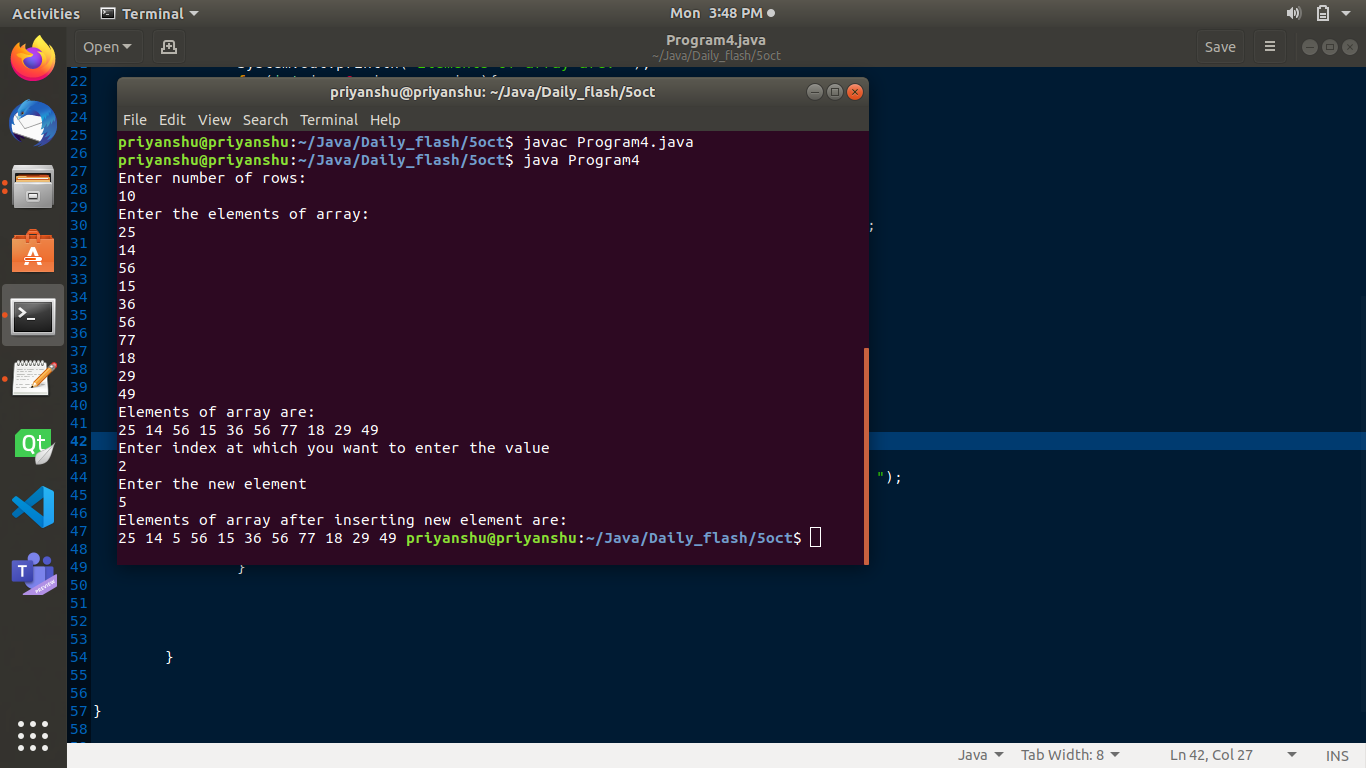 Activities Terminal Mon 3:48 PM
Open Program4.java Save
~/Java/Daily_flash/5oct
22
23
24
25
26
27
28
29
30 ;
31
32
33
34
35
36
37
38
39
40
41
42
43
44 ");
45
46
47
48
49 }
50
51
52
53
54 }
55
56
57 }
58
priyanshu@priyanshu: ~/Java/Daily_flash/5oct
File Edit View Search Terminal Help
priyanshu@priyanshu:~/Java/Daily_flash/5oct$ javac Program4.java
priyanshu@priyanshu:~/Java/Daily_flash/5oct$ java Program4
Enter number of rows:
10
Enter the elements of array:
25
14
56
15
36
56
77
18
29
49
Elements of array are:
25 14 56 15 36 56 77 18 29 49
Enter index at which you want to enter the value
2
Enter the new element
5
Elements of array after inserting new element are:
25 14 5 56 15 36 56 77 18 29 49 priyanshu@priyanshu:~/Java/Daily_flash/5oct$
Qt
T
PREVIEW
Java Tab Width: 8 Ln 42, Col 27 INS